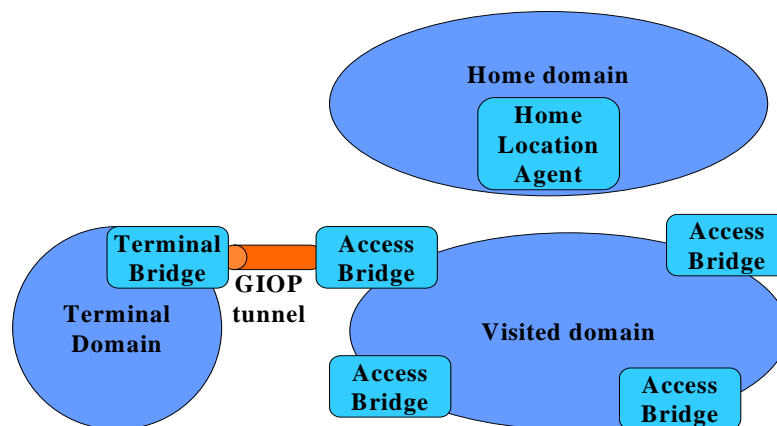 Home domain
Home
Location
Agent
Terminal
Bridge
GIOP
tunnel
Access
Bridge
Access
Bridge
Terminal
Domain
Visited domain
Access
Bridge
Access
Bridge